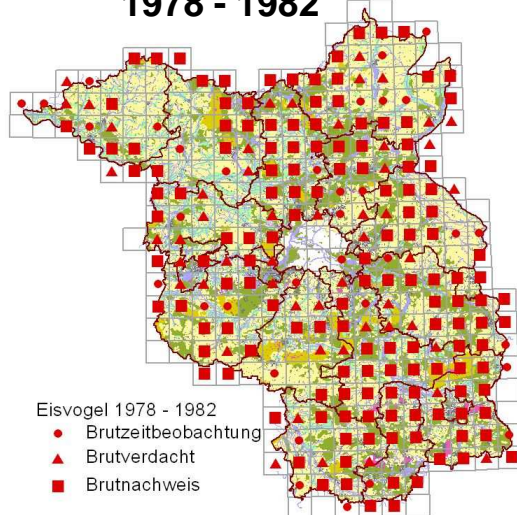 1978 - 1982
Eisvogel 1978 - 1982
Brutzeitbeobachtung
Brutverdacht
Brutnachweis